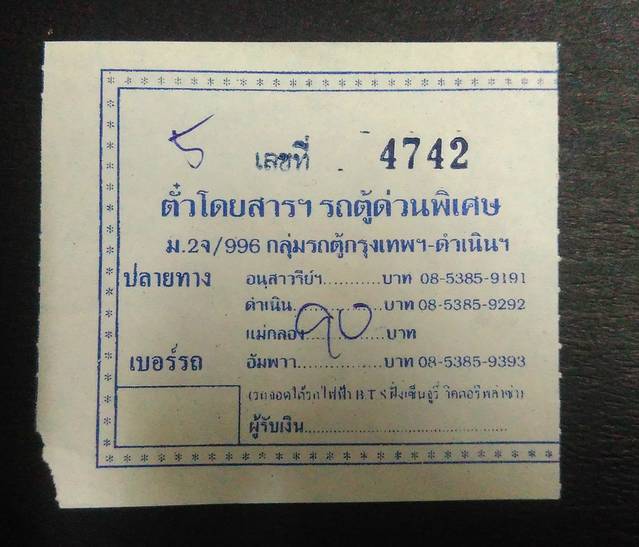 5
เลขที่ 4742
ตั๋วโดยสารฯ รถตู้ด่วนพิเศษ
ม.2จ/996 กลุ่มรถตู้กรุงเทพฯ-ดำเนินฯ
ปลายทาง อนุสาวรีย์ฯ...........บาท 08-5385-9191
ดำเนิน.................บาท 08-5385-9292
แม่กลอง ๗๐ บาท
เบอร์รถ อัมพวา................บาท 08-5385-9393
(รถจอดใต้รถไฟฟ้า B.T.S ฝั่งเซ็นจูรี่ วิคตอรี่พลาซ่า)
ผู้รับเงิน........................................